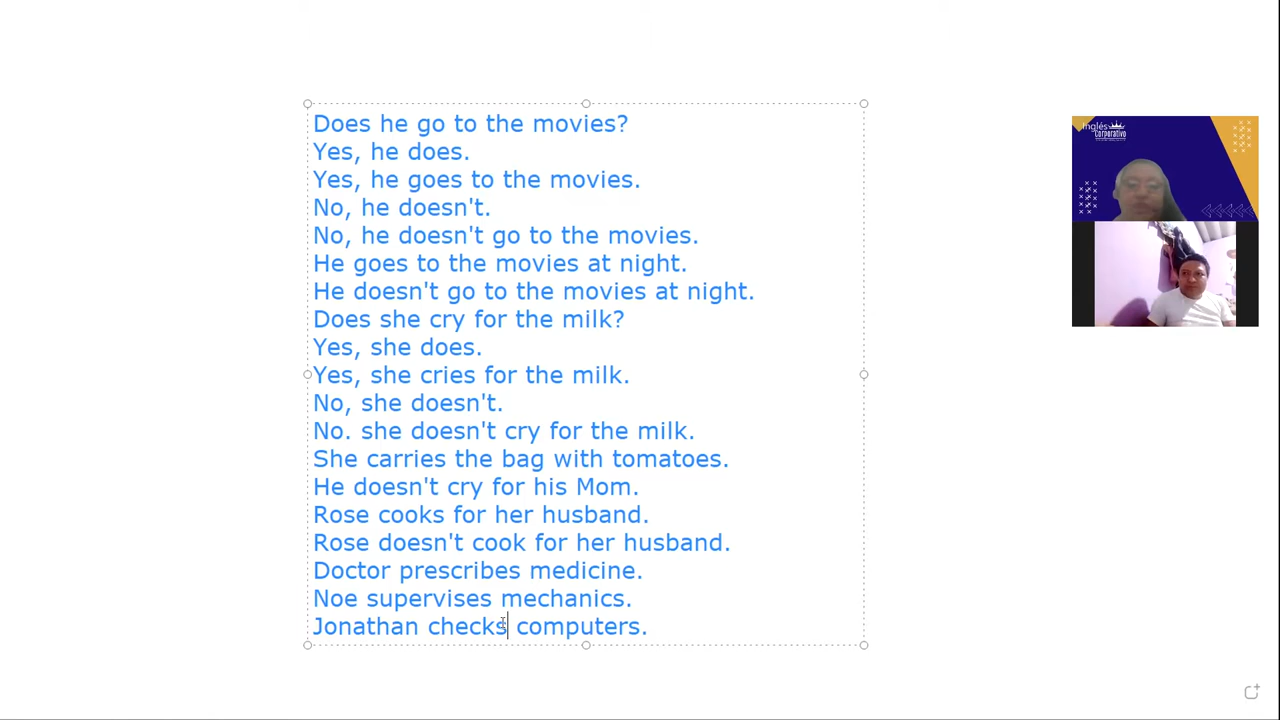 Does he go to the movies?
Yes, he does.
Yes, he goes to the movies.
No, he doesn't.
No, he doesn't go to the movies.
He goes to the movies at night.
He doesn't go to the movies at night.
Does she cry for the milk?
Yes, she does.
Yes, she cries for the milk.
No, she doesn't.
No. she doesn't cry for the milk.
She carries the bag with tomatoes.
He doesn't cry for his Mom.
Rose cooks for her husband.
Rose doesn't cook for her husband.
Doctor prescribes medicine.
Noe supervises mechanics.
Jonathan checks computers.
Inglés
Corporativo